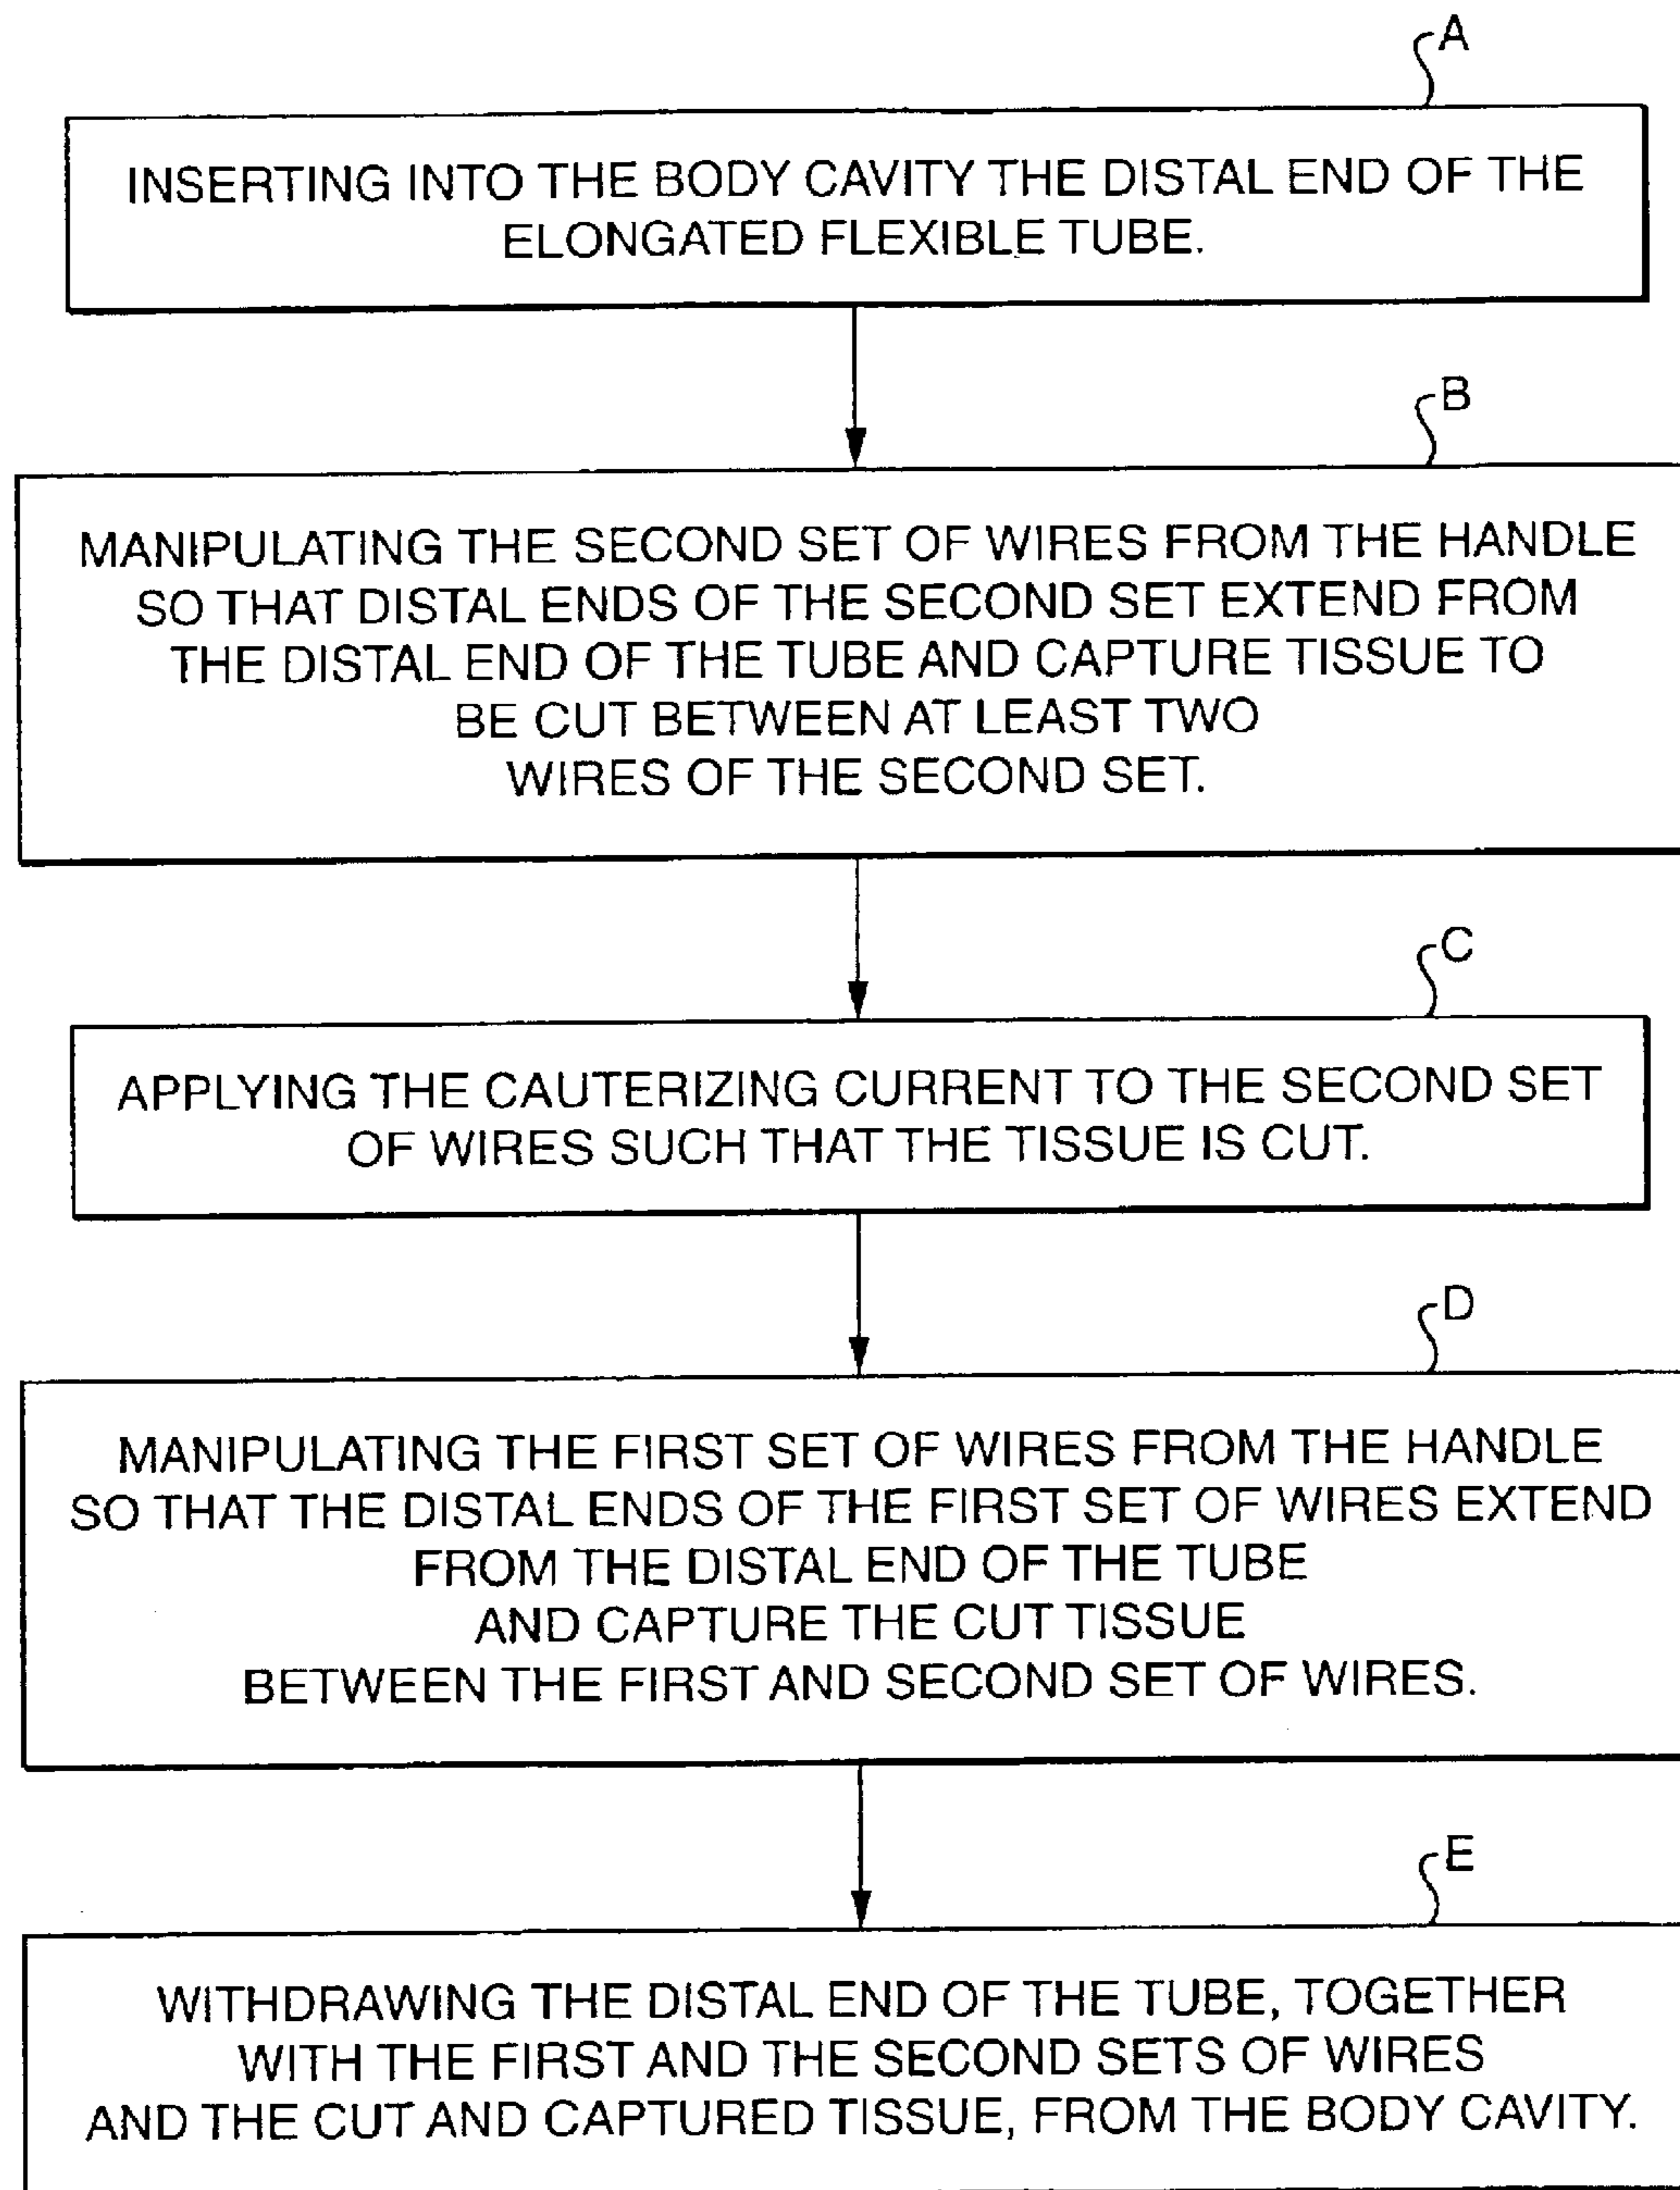 A
INSERTING INTO THE BODY CAVITY THE DISTAL END OF THE
ELONGATED FLEXIBLE TUBE.
B
MANIPULATING THE SECOND SET OF WIRES FROM THE HANDLE
SO THAT DISTAL ENDS OF THE SECOND SET EXTEND FROM
THE DISTAL END OF THE TUBE AND CAPTURE TISSUE TO
BE CUT BETWEEN AT LEAST TWO
WIRES OF THE SECOND SET.
C
APPLYING THE CAUTERIZING CURRENT TO THE SECOND SET
OF WIRES SUCH THAT THE TISSUE IS CUT.
D
MANIPULATING THE FIRST SET OF WIRES FROM THE HANDLE
SO THAT THE DISTAL ENDS OF THE FIRST SET OF WIRES EXTEND
FROM THE DISTAL END OF THE TUBE
AND CAPTURE THE CUT TISSUE
BETWEEN THE FIRST AND SECOND SET OF WIRES.
E
WITHDRAWING THE DISTAL END OF THE TUBE, TOGETHER
WITH THE FIRST AND THE SECOND SETS OF WIRES
AND THE CUT AND CAPTURED TISSUE, FROM THE BODY CAVITY.